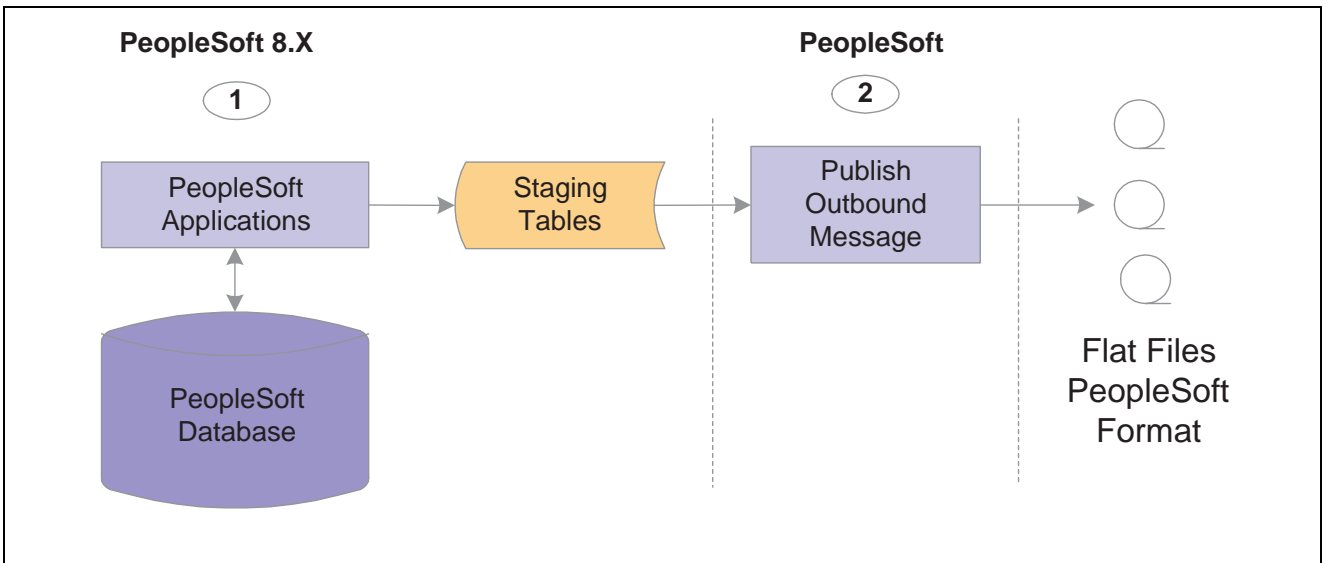 PeopleSoft 8.X
PeopleSoft
1
2
PeopleSoft
Applications
Staging
Tables
Publish
Outbound
Message
PeopleSoft
Database
Flat Files
PeopleSoft
Format